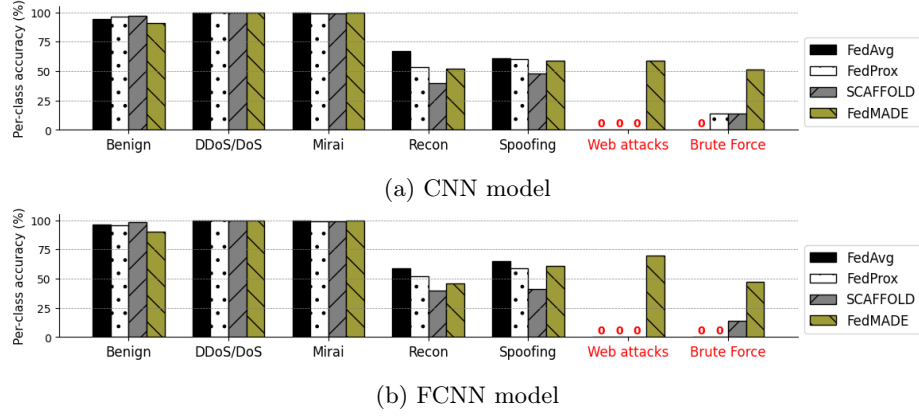 Per-class accuracy (%)
100
75
50
25
0
0 0 0
0
Benign DDoS/DoS Mirai Recon Spoofing Web attacks Brute Force
FedAvg
FedProx
SCAFFOLD
FedMADE
(a) CNN model
Per-class accuracy (%)
100
75
50
25
0
0 0 0
0 0
Benign DDoS/DoS Mirai Recon Spoofing Web attacks Brute Force
FedAvg
FedProx
SCAFFOLD
FedMADE
(b) FCNN model